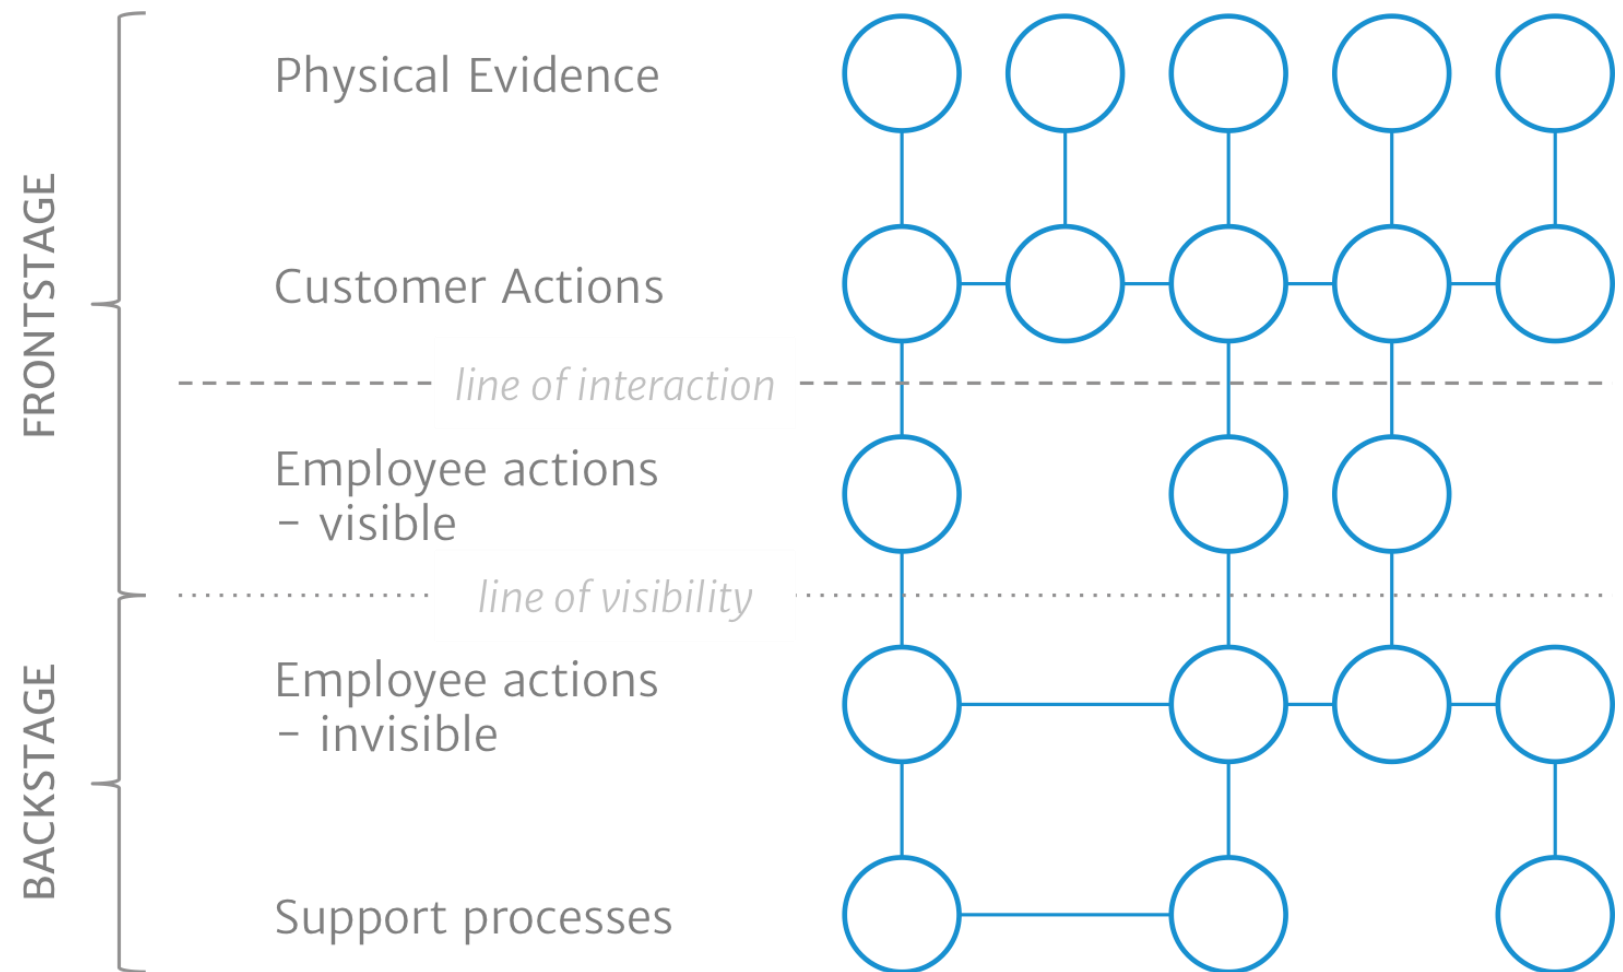 FRONTSTAGE
Physical Evidence
Customer Actions
line of interaction
Employee actions
– visible
line of visibility
BACKSTAGE
Employee actions
– invisible
Support processes